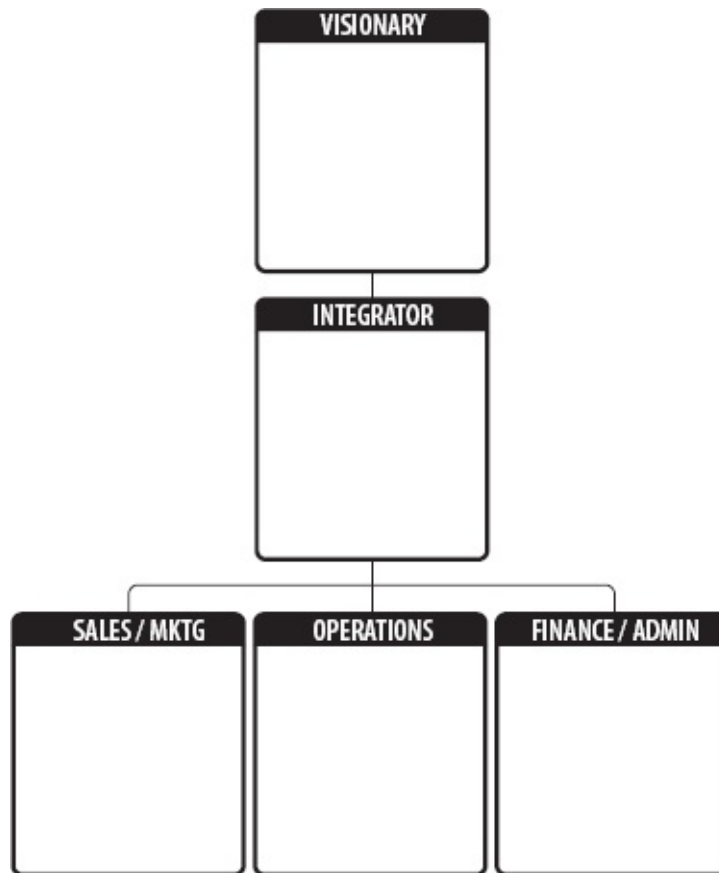 VISIONARY
INTEGRATOR
SALES / MKTG
OPERATIONS
FINANCE / ADMIN